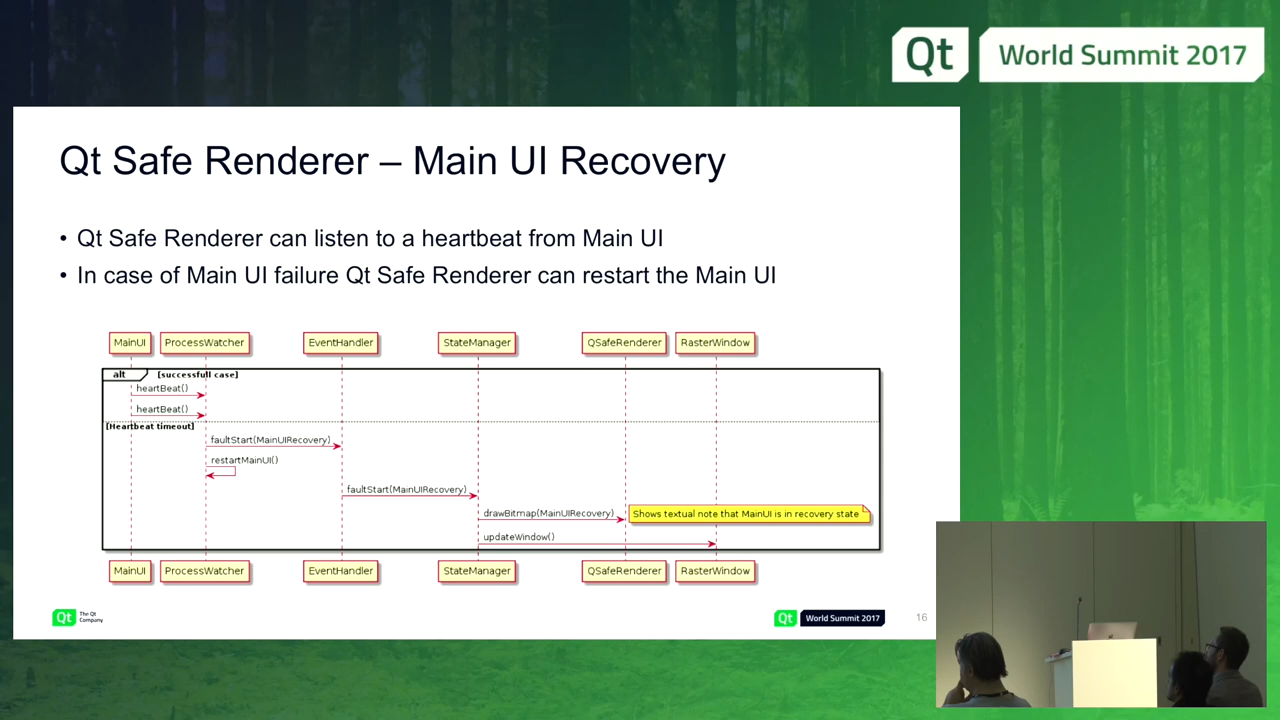 Qt World Summit 2017
Qt Safe Renderer – Main UI Recovery
• Qt Safe Renderer can listen to a heartbeat from Main UI
• In case of Main UI failure Qt Safe Renderer can restart the Main UI
MainUI ProcessWatcher EventHandler StateManager QSafeRenderer RasterWindow
alt [successfull case]
heartBeat()
heartBeat()
[Heartbeat timeout]
faultStart(MainUIRecovery)
restartMainUI()
faultStart(MainUIRecovery)
drawBitmap(MainUIRecovery) Shows textual note that MainUI is in recovery state
updateWindow()
MainUI ProcessWatcher EventHandler StateManager QSafeRenderer RasterWindow
Qt The Qt
Company
Qt World Summit 2017 16